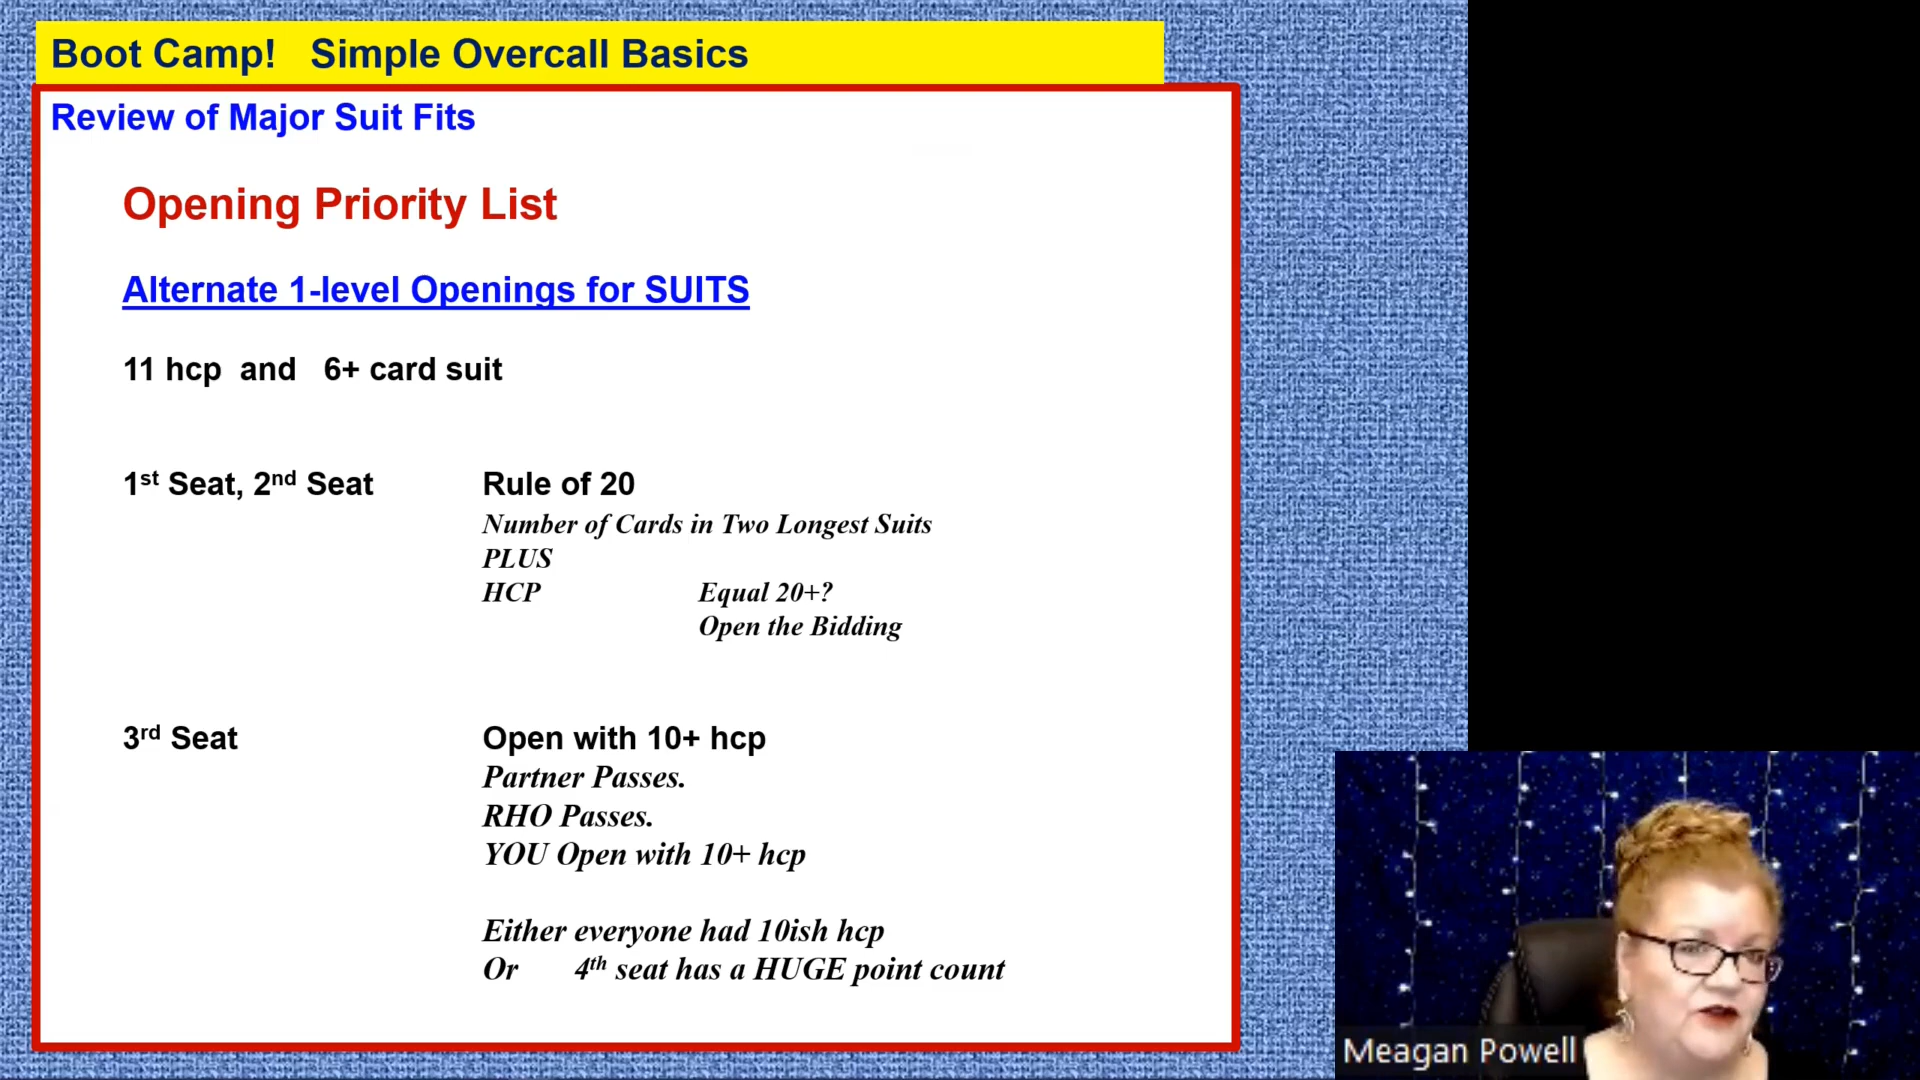 Boot Camp! Simple Overcall Basics
Review of Major Suit Fits
Opening Priority List
Alternate 1-level Openings for SUITS
11 hcp and 6+ card suit
1st Seat, 2nd Seat Rule of 20
Number of Cards in Two Longest Suits
PLUS
HCP Equal 20+?
Open the Bidding
3rd Seat Open with 10+ hcp
Partner Passes.
RHO Passes.
YOU Open with 10+ hcp
Either everyone had 10ish hcp
Or 4th seat has a HUGE point count
Meagan Powell